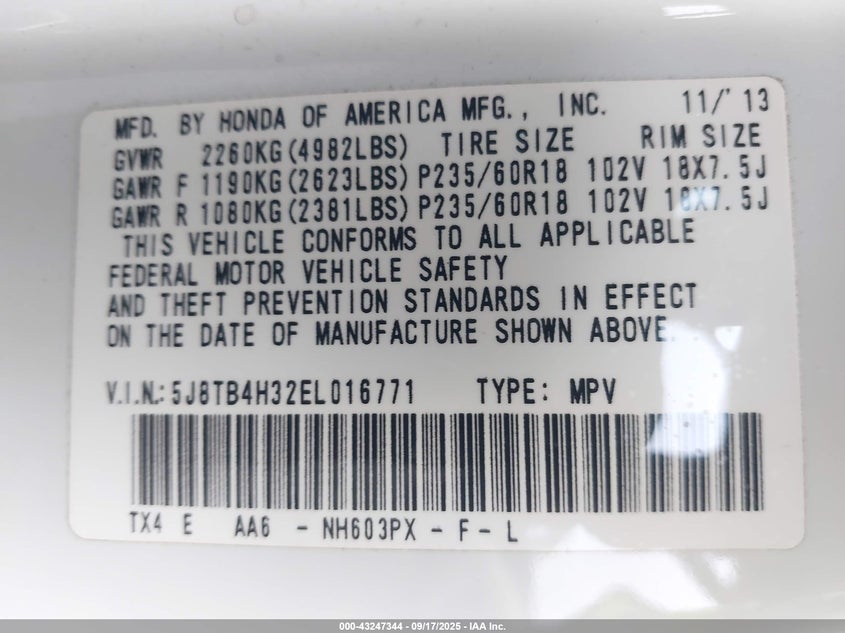 MFD. BY HONDA OF AMERICA MFG., INC. 11/'13
GVWR 2260KG(4982LBS) TIRE SIZE RIM SIZE
GAWR F 1190KG(2623LBS) P235/60R18 102V 18X7.5J
GAWR R 1080KG(2381LBS) P235/60R18 102V 18X7.5J
THIS VEHICLE CONFORMS TO ALL APPLICABLE
FEDERAL MOTOR VEHICLE SAFETY
AND THEFT PREVENTION STANDARDS IN EFFECT
ON THE DATE OF MANUFACTURE SHOWN ABOVE.
V.I.N.: 5J8TB4H32EL016771 TYPE: MPV
TX4 E AA6 - NH603PX - F - L
000-43247344 - 09/17/2025 - IAA Inc.